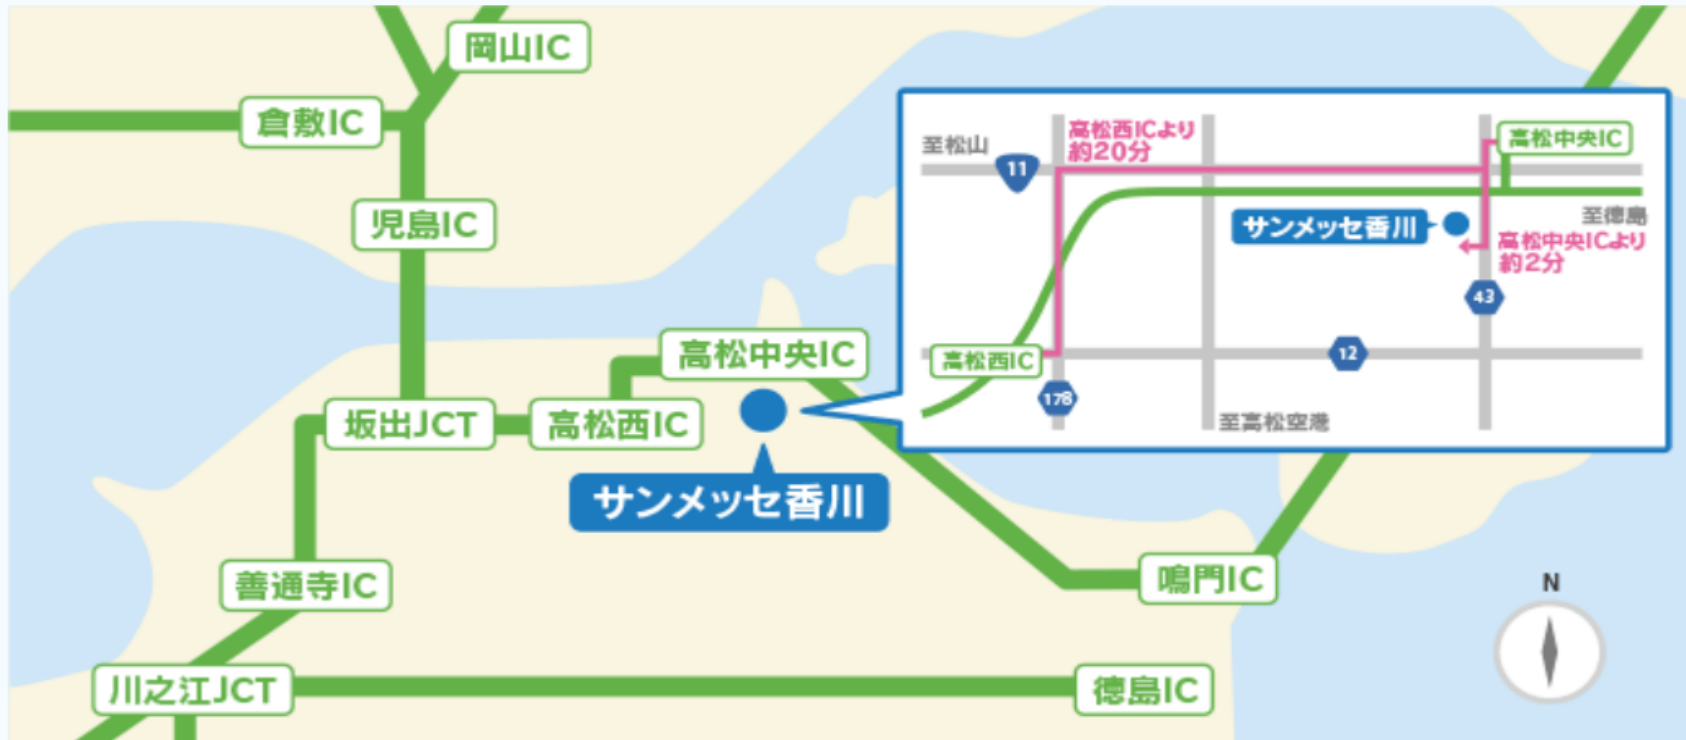 岡山IC
倉敷IC
児島IC
高松中央IC
坂出JCT
高松西IC
サンメッセ香川
善通寺IC
鳴門IC
川之江JCT
徳島IC
至松山
11
高松西ICより
約20分
高松中央IC
サンメッセ香川
至徳島
高松中央ICより
約2分
43
高松西IC
12
178
至高松空港
N